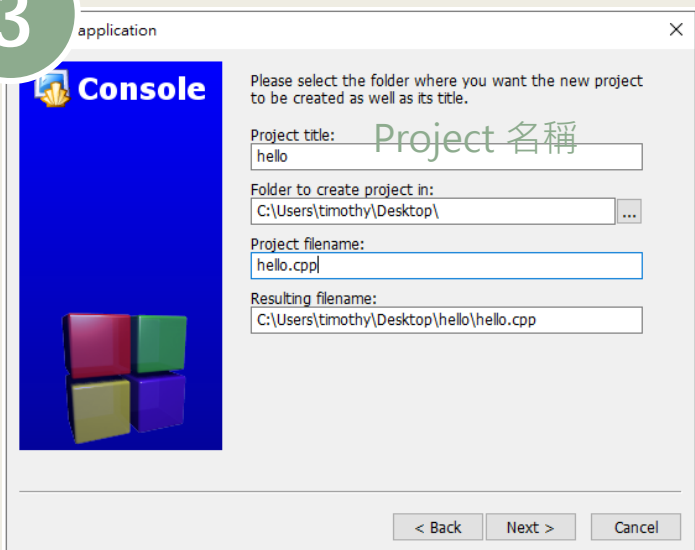 3
application
Console
Please select the folder where you want the new project
to be created as well as its title.
Project title:
Project 名稱
hello
Folder to create project in:
C:\Users\timothy\Desktop\
...
Project filename:
hello.cpp
Resulting filename:
C:\Users\timothy\Desktop\hello\hello.cpp
< Back Next > Cancel